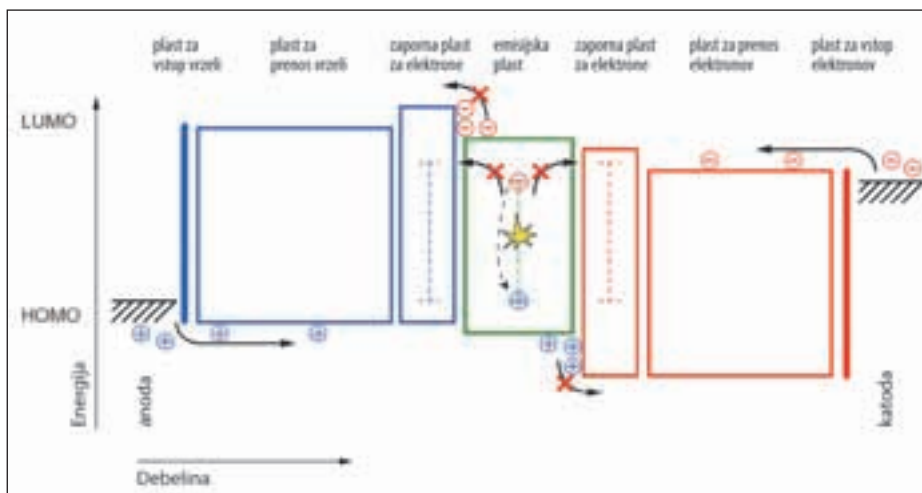 plast za
vstop vrzeli
plast za
prenos vrzeli
zaporna plast
za elektrone
emisijska
plast
zaporna plast
za elektrone
plast za prenos
elektronov
plast za vstop
elektronov
LUMO
HOMO
Energija
anoda
katoda
Debelina